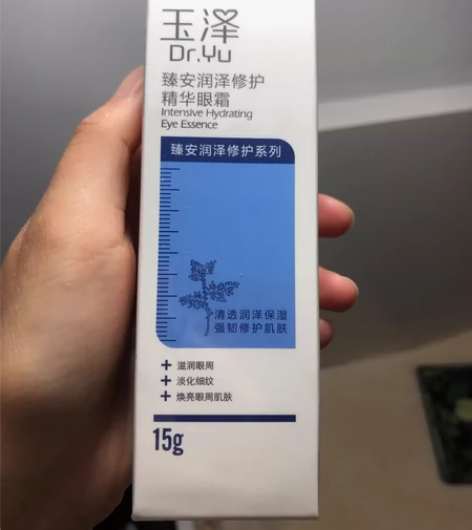 玉泽
Dr.Yu
臻安润泽修护
精华眼霜
Intensive Hydrating
Eye Essence
臻安润泽修护系列
清透润泽保湿
强韧修护肌肤
+ 滋润眼周
+ 淡化细纹
+ 焕亮眼周肌肤
15g